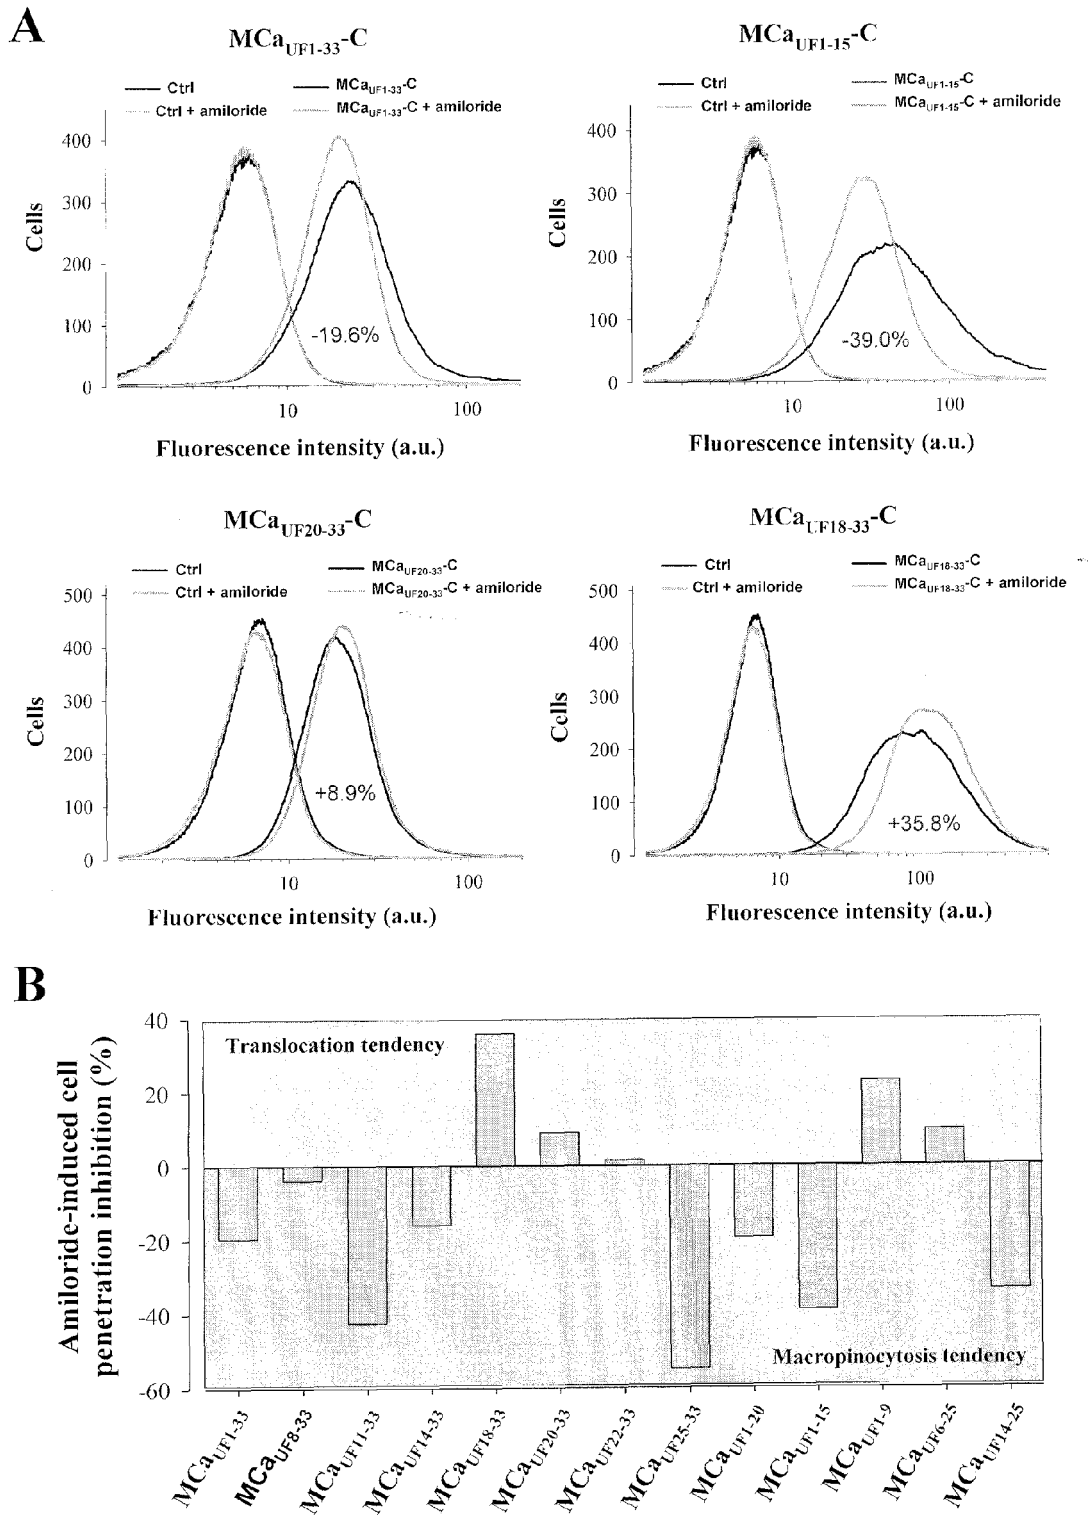 A
MCaUF1-33-C
Ctrl
MCaUF1-33-C
Ctrl + amiloride
MCaUF1-33-C + amiloride
400
300
200
100
0
Cells
-19.6%
10
100
Fluorescence intensity (a.u.)
MCaUF1-15-C
Ctrl
MCaUF1-15-C
Ctrl + amiloride
MCaUF1-15-C + amiloride
400
300
200
100
0
Cells
-39.0%
10
100
Fluorescence intensity (a.u.)
MCaUF20-33-C
Ctrl
MCaUF20-33-C
Ctrl + amiloride
MCaUF20-33-C + amiloride
500
400
300
200
100
0
Cells
+8.9%
10
100
Fluorescence intensity (a.u.)
MCaUF18-33-C
Ctrl
MCaUF18-33-C
Ctrl + amiloride
MCaUF18-33-C + amiloride
500
400
300
200
100
0
Cells
+35.8%
10
100
Fluorescence intensity (a.u.)
B
Amiloride-induced cell
penetration inhibition (%)
40
20
0
-20
-40
-60
Translocation tendency
Macropinocytosis tendency
MCaUF1-33
MCaUF8-33
MCaUF11-33
MCaUF14-33
MCaUF18-33
MCaUF20-33
MCaUF22-33
MCaUF25-33
MCaUF1-20
MCaUF1-15
MCaUF1-9
MCaUF6-25
MCaUF14-25